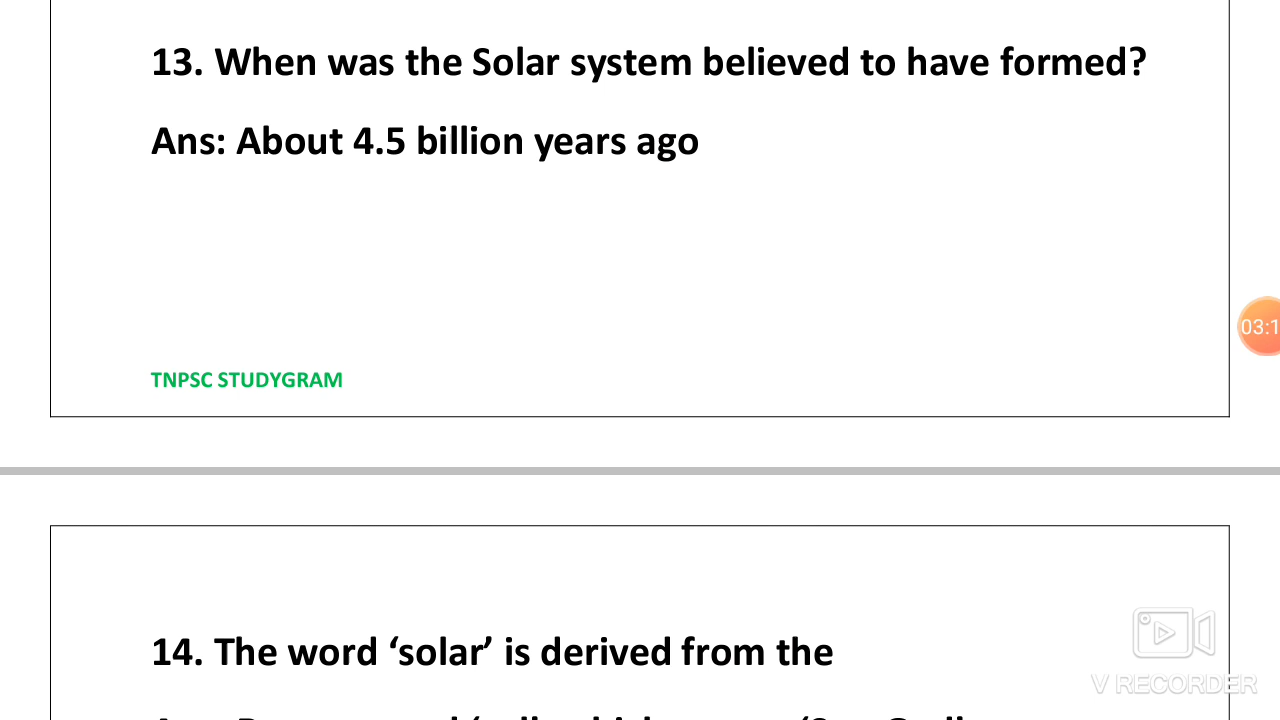 13. When was the Solar system believed to have formed?
Ans: About 4.5 billion years ago
03:1
TNPSC STUDYGRAM
14. The word ‘solar’ is derived from the
V RECORDER